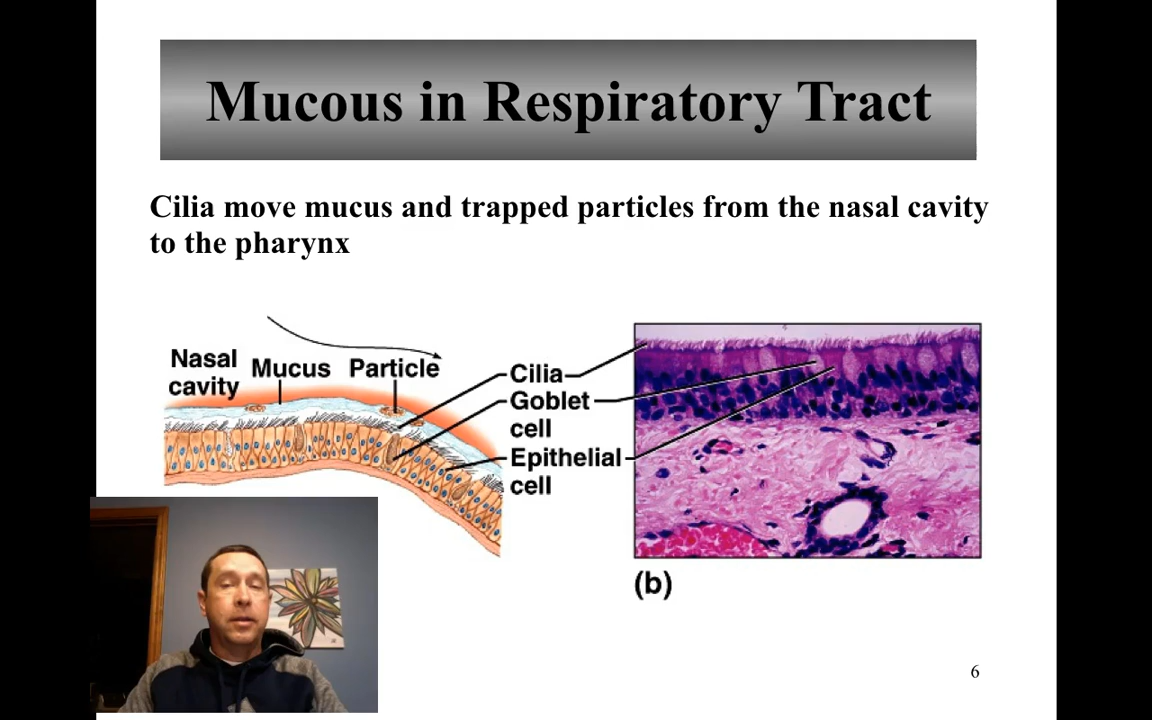 Mucous in Respiratory Tract
Cilia move mucus and trapped particles from the nasal cavity
to the pharynx
Nasal
cavity
Mucus
Particle
Cilia
Goblet
cell
Epithelial
cell
(b)
6